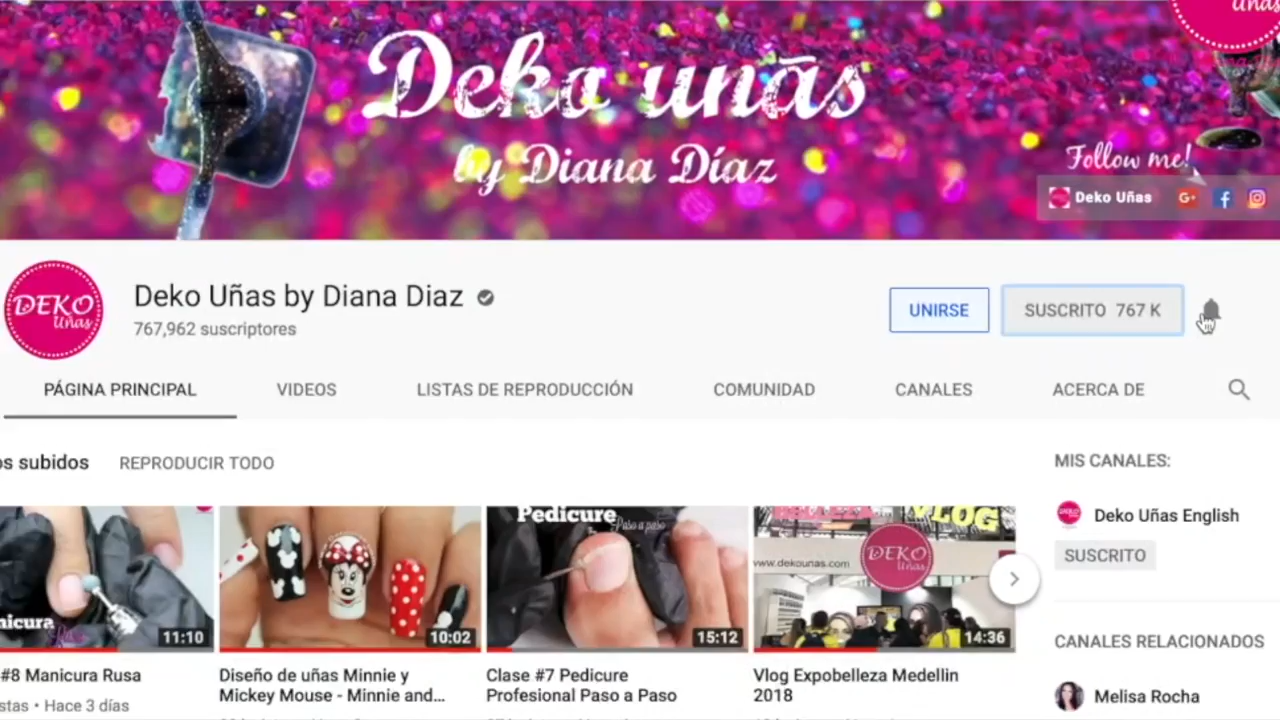 Uñas
Deko uñas
by Diana Díaz
Follow me!
Deko Uñas
DEKO
Uñas
Deko Uñas by Diana Diaz
767,962 suscriptores
UNIRSE
SUSCRITO 767 K
PÁGINA PRINCIPAL
VIDEOS
LISTAS DE REPRODUCCIÓN
COMUNIDAD
CANALES
ACERCA DE
os subidos
REPRODUCIR TODO
MIS CANALES:
Deko Uñas English
SUSCRITO
nicura
11:10
10:02
Pedicure
Paso a paso
15:12
VLOG
www.dekounas.com
DEKO
Uñas
14:36
#8 Manicura Rusa
stas • Hace 3 días
Diseño de uñas Minnie y
Mickey Mouse - Minnie and...
Clase #7 Pedicure
Profesional Paso a Paso
Vlog Expobelleza Medellin
2018
CANALES RELACIONADOS
Melisa Rocha